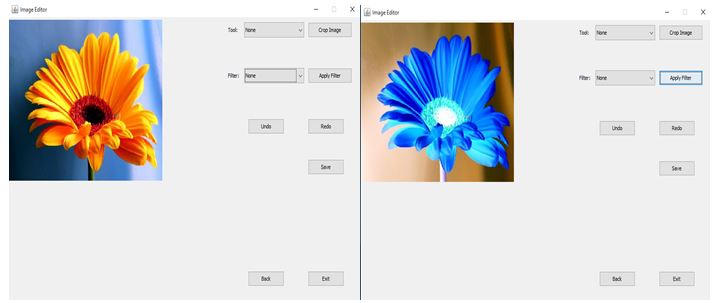 Image Editor
Tool: None Crop Image
Filter: None Apply Filter
Undo Redo
Save
Back Exit
Image Editor
Tool: None Crop Image
Filter: None Apply Filter
Undo Redo
Save
Back Exit